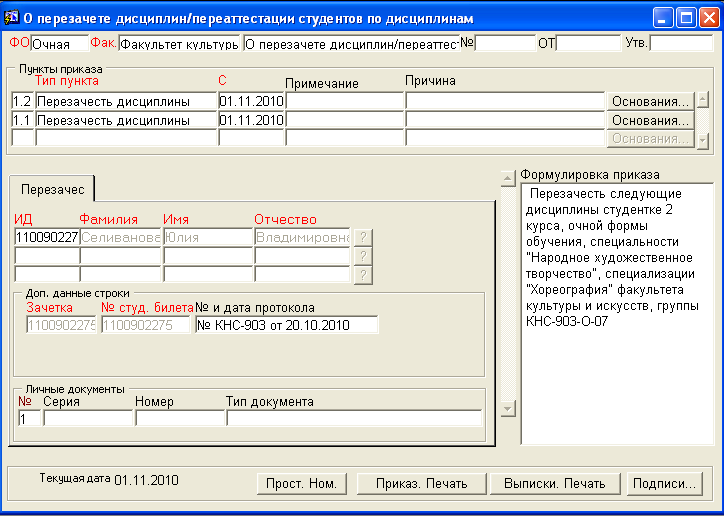 О перезачете дисциплин/переаттестации студентов по дисциплинам
ФО Очная Фак. Факультет культуры О перезачете дисциплин/переаттест № ОТ Утв.
Пункты приказа
Тип пункта С Примечание Причина
1.2 Перезачесть дисциплины 01.11.2010 Основания...
1.1 Перезачесть дисциплины 01.11.2010 Основания...
Основания...
Перезачес
ИД Фамилия Имя Отчество
110090227 Селиванова Юлия Владимировна ?
?
?
Доп. данные строки
Зачетка № студ. билета № и дата протокола
1100902275 1100902275 № КНС-903 от 20.10.2010
Личные документы
№ Серия Номер Тип документа
1
Формулировка приказа
Перезачесть следующие
дисциплины студентке 2
курса, очной формы
обучения, специальности
"Народное художественное
творчество", специализации
"Хореография" факультета
культуры и искусств, группы
КНС-903-О-07
Текущая дата 01.11.2010 Прост. Ном. Приказ. Печать Выписки. Печать Подписи...